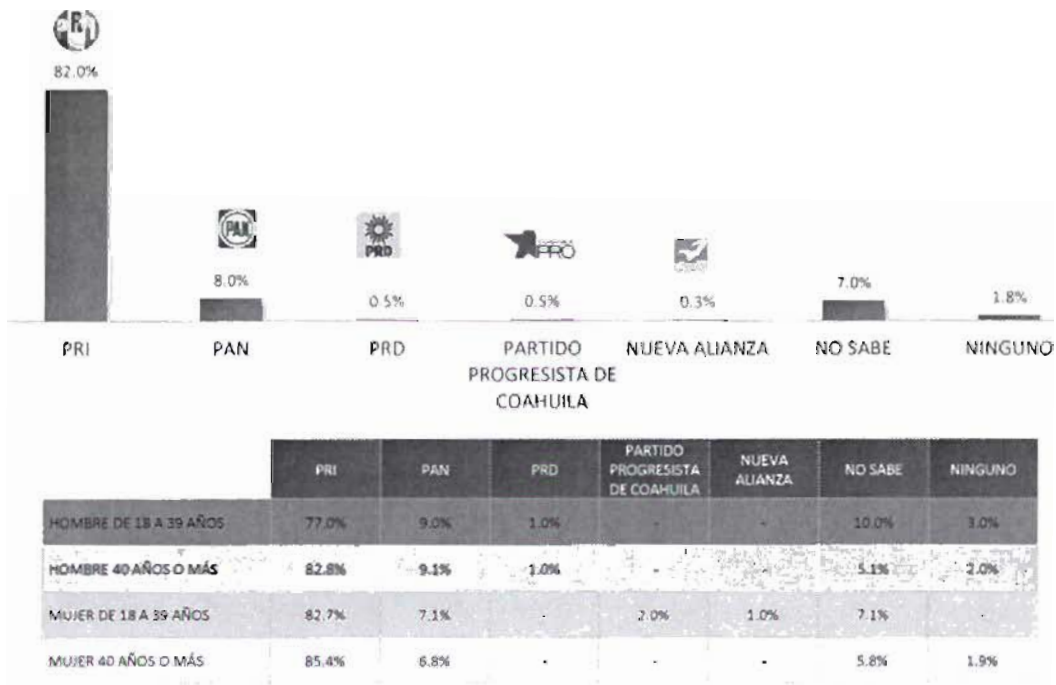 PRI
82.0%
PAN
PRD
PRO
8.0%
0.5%
0.5%
0.3%
7.0%
1.8%
PRI
PAN
PRD
PARTIDO PROGRESISTA DE COAHUILA
NUEVA ALIANZA
NO SABE
NINGUNO
PRI PAN PRD PARTIDO PROGRESISTA DE COAHUILA NUEVA ALIANZA NO SABE NINGUNO
HOMBRE DE 18 A 39 AÑOS 77.0% 9.0% 1.0% - - 10.0% 3.0%
HOMBRE 40 AÑOS O MÁS 82.8% 9.1% 1.0% - - 5.1% 2.0%
MUJER DE 18 A 39 AÑOS 82.7% 7.1% - 2.0% 1.0% 7.1% -
MUJER 40 AÑOS O MÁS 85.4% 6.8% - - - 5.8% 1.9%